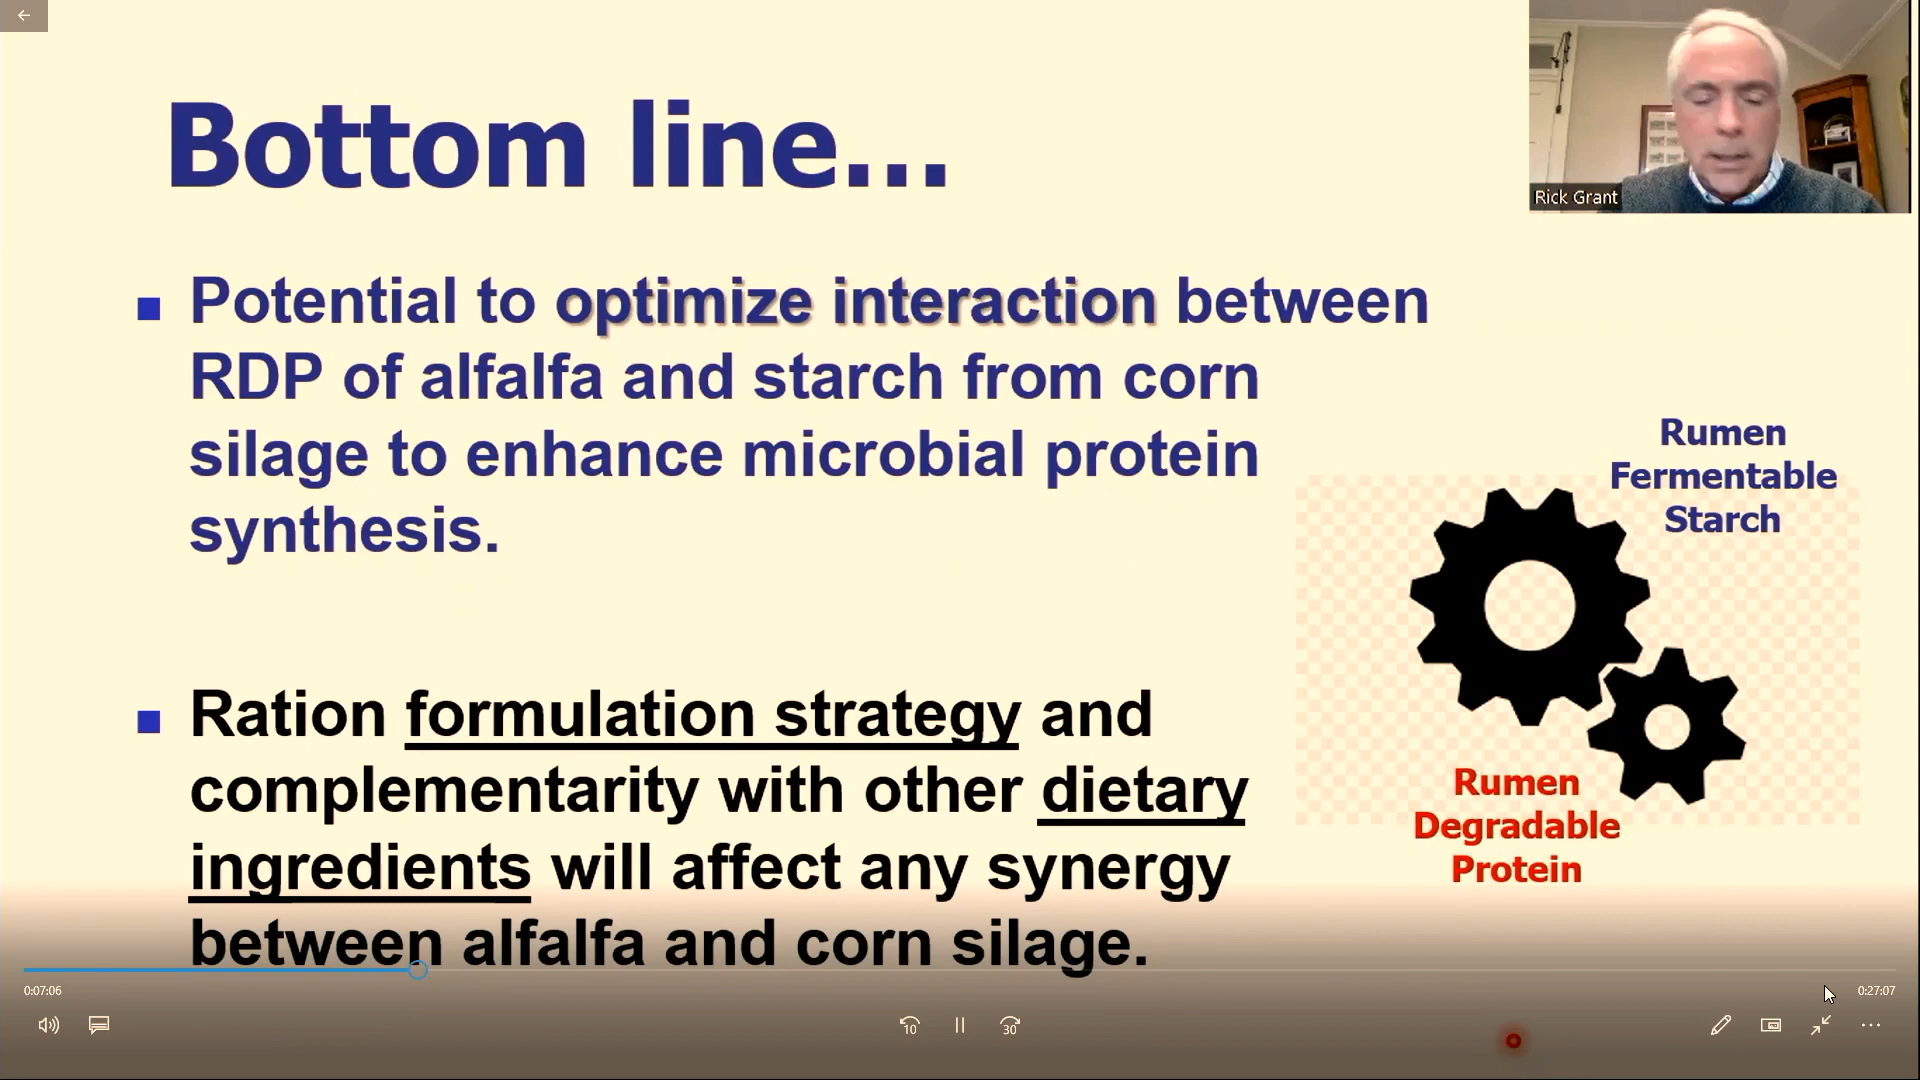 Bottom line...
Rick Grant
Potential to optimize interaction between
RDP of alfalfa and starch from corn
silage to enhance microbial protein
synthesis.
Rumen
Fermentable
Starch
Ration formulation strategy and
complementarity with other dietary
ingredients will affect any synergy
between alfalfa and corn silage.
Rumen
Degradable
Protein
0:07:06
0:27:07
10
30